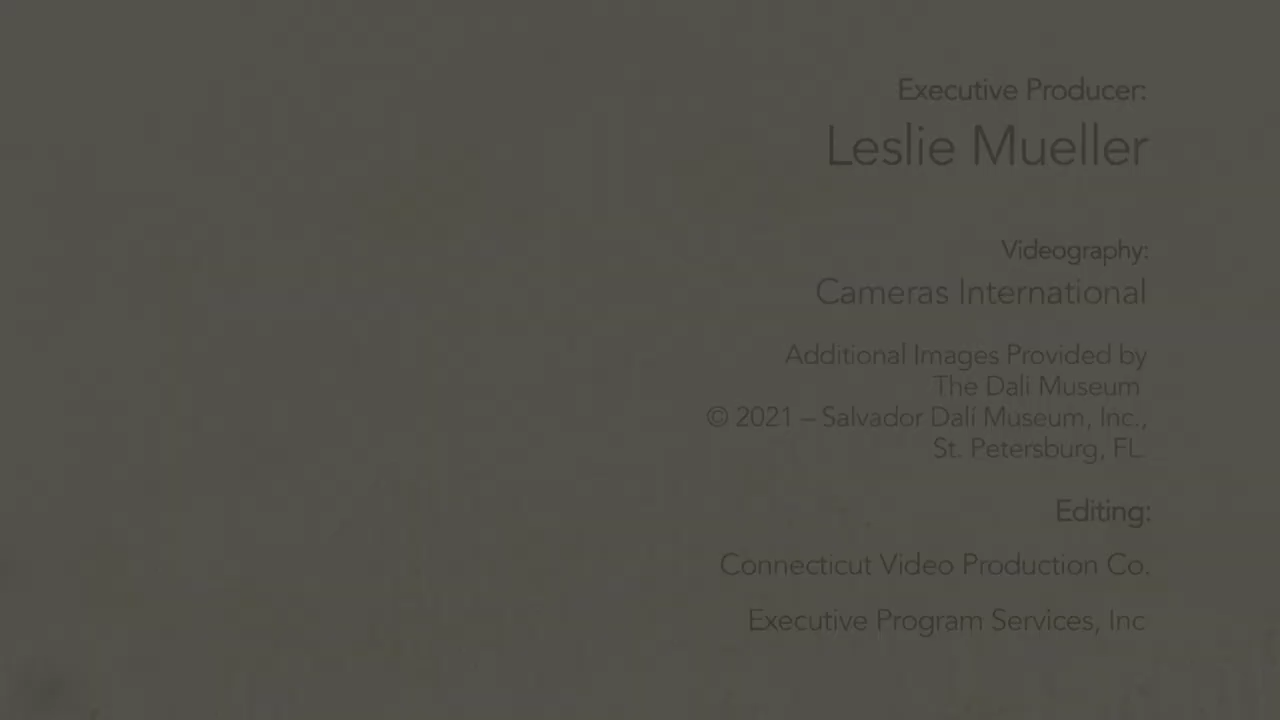 Executive Producer:
Leslie Mueller
Videography:
Cameras International
Additional Images Provided by
The Dali Museum
© 2021 – Salvador Dalí Museum, Inc.,
St. Petersburg, FL.
Editing:
Connecticut Video Production Co.
Executive Program Services, Inc